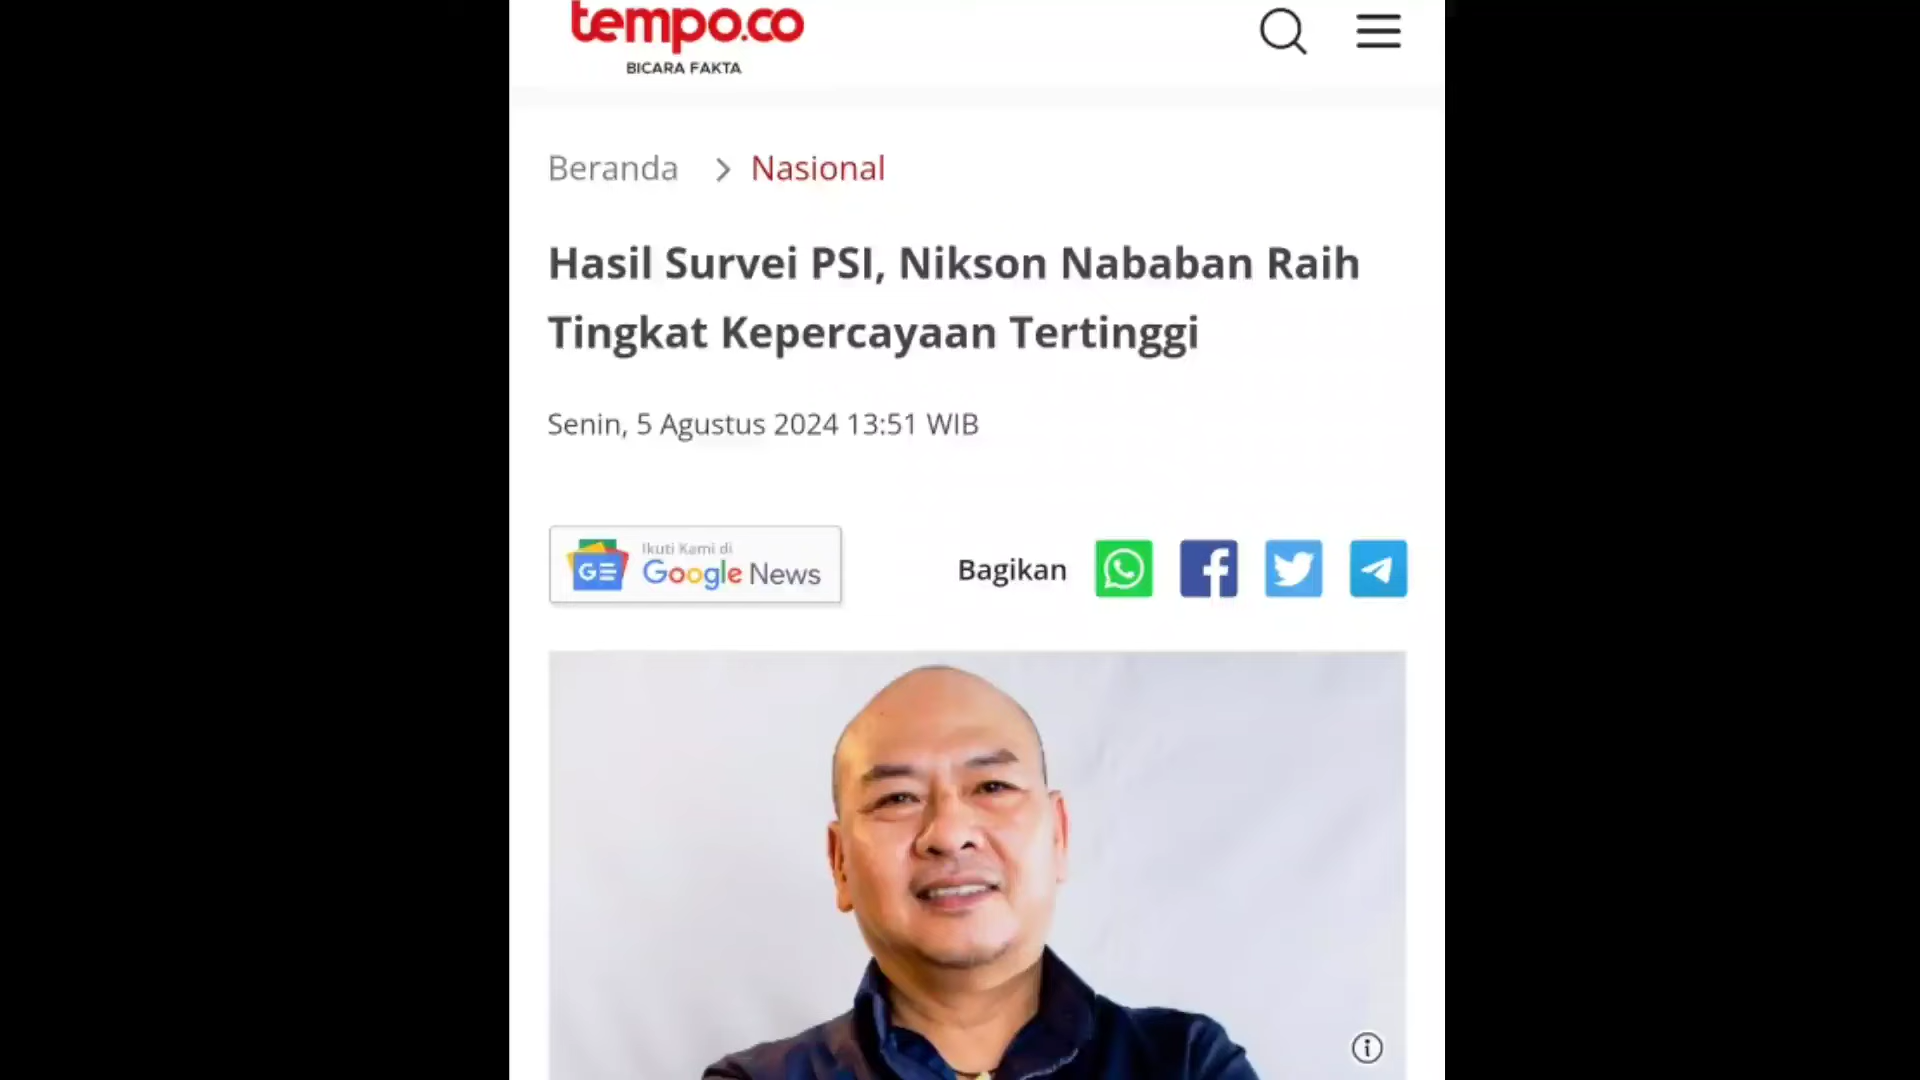 tempo.co
BICARA FAKTA
Beranda > Nasional
Hasil Survei PSI, Nikson Nababan Raih
Tingkat Kepercayaan Tertinggi
Senin, 5 Agustus 2024 13:51 WIB
Ikuti Kami di
Google News
Bagikan